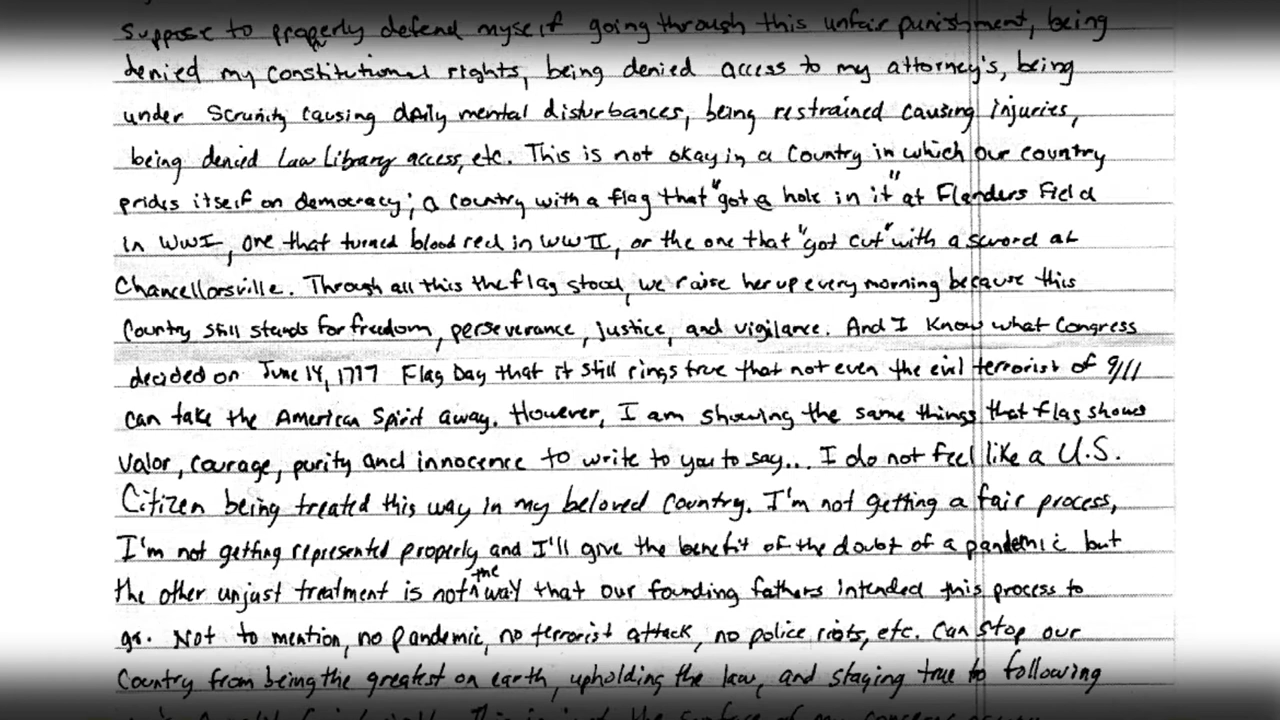 suppose to properly defend myself going through this unfair punishment, being
denied my constitutional rights, being denied access to my attorney's, being
under scrunity causing daily mental disturbances, being restrained causing injuries,
being denied Law Library access, etc. This is not okay in a country in which our country
prides itself on democracy; a country with a flag that "got a hole in it" at Flanders Field
in WWI, one that turned blood red in WWII, or the one that "got cut" with a sword at
Chancellorsville. Through all this the flag stood, we raise her up every morning because this
country still stands for freedom, perseverance, justice, and vigilance. And I know what Congress
decided on June 14, 1777 Flag Day that it still rings true that not even the evil terrorist of 9/11
can take the American Spirit away. However, I am showing the same things that flag shows
valor, courage, purity and innocence to write to you to say... I do not feel like a U.S.
Citizen being treated this way in my beloved country. I'm not getting a fair process,
I'm not getting represented properly and I'll give the benefit of the doubt of a pandemic but
the other unjust treatment is not the way that our founding fathers intended this process to
go. Not to mention, no pandemic, no terrorist attack, no police riots, etc. can stop our
country from being the greatest on earth, upholding the law, and staying true to following